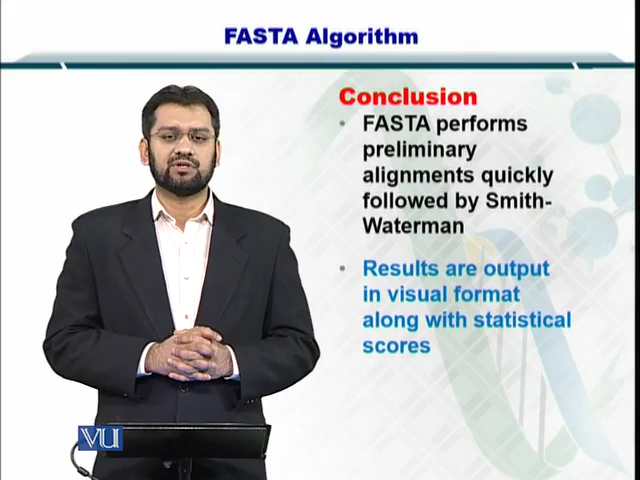 FASTA Algorithm
Conclusion
• FASTA performs
preliminary
alignments quickly
followed by Smith-
Waterman
• Results are output
in visual format
along with statistical
scores
VU